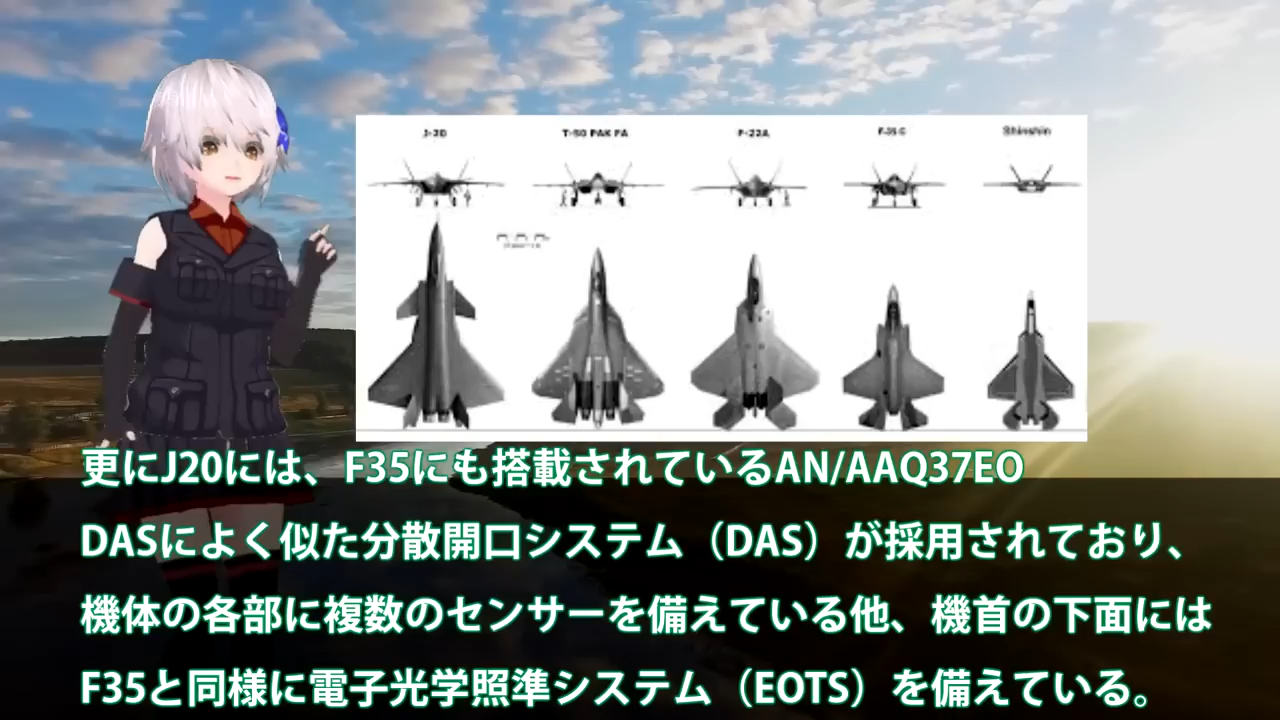 J-20
T-50 PAK FA
F-22A
F-35 C
Shinshin
更にJ20には、F35にも搭載されているAN/AAQ37EO
DASによく似た分散開口システム（DAS）が採用されており、
機体の各部に複数のセンサーを備えている他、機首の下面には
F35と同様に電子光学照準システム（EOTS）を備えている。